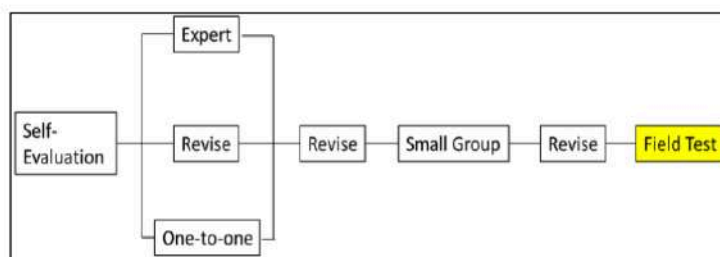 Expert
Self-
Evaluation
Revise
Revise
Small Group
Revise
Field Test
One-to-one